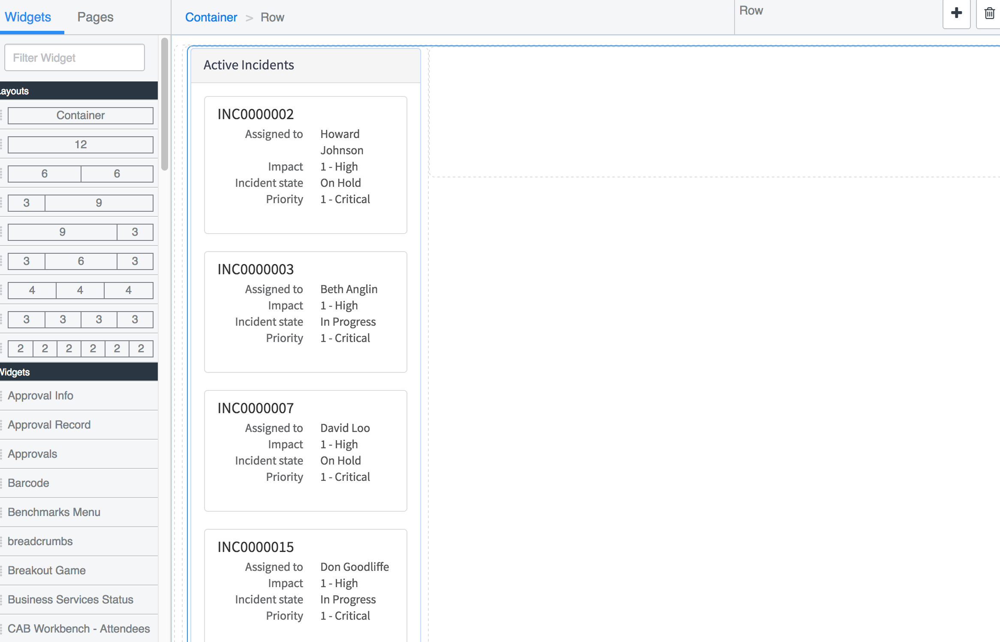 Widgets Pages
Container > Row
Row
Filter Widget
ayouts
Container
12
6 6
3 9
9 3
3 6 3
4 4 4
3 3 3 3
2 2 2 2 2 2
Widgets
Approval Info
Approval Record
Approvals
Barcode
Benchmarks Menu
breadcrumbs
Breakout Game
Business Services Status
CAB Workbench - Attendees
Active Incidents
INC0000002
Assigned to Howard
Johnson
Impact 1 - High
Incident state On Hold
Priority 1 - Critical
INC0000003
Assigned to Beth Anglin
Impact 1 - High
Incident state In Progress
Priority 1 - Critical
INC0000007
Assigned to David Loo
Impact 1 - High
Incident state On Hold
Priority 1 - Critical
INC0000015
Assigned to Don Goodliffe
Impact 1 - High
Incident state In Progress
Priority 1 - Critical